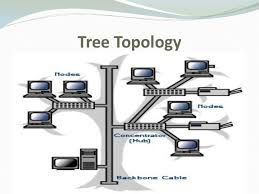 Tree Topology
Nodes
Nodes
Concentrator
(Hub)
Backbone Cable